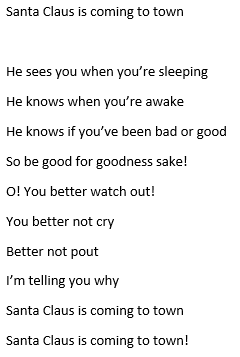 Santa Claus is coming to town
He sees you when you’re sleeping
He knows when you’re awake
He knows if you’ve been bad or good
So be good for goodness sake!
O! You better watch out!
You better not cry
Better not pout
I’m telling you why
Santa Claus is coming to town
Santa Claus is coming to town!